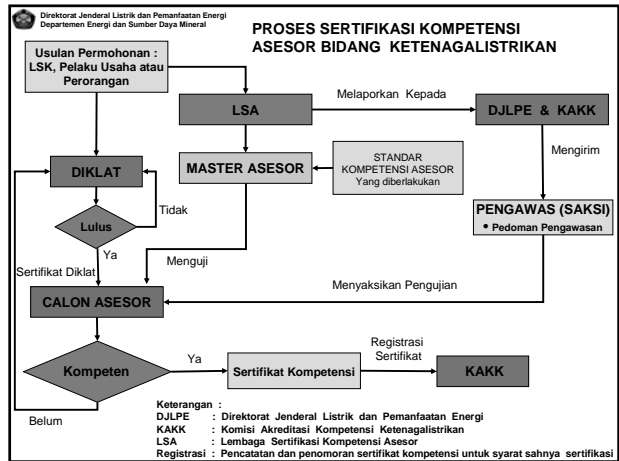 Direktorat Jenderal Listrik dan Pemanfaatan Energi
Departemen Energi dan Sumber Daya Mineral
PROSES SERTIFIKASI KOMPETENSI
ASESOR BIDANG KETENAGALISTRIKAN
Usulan Permohonan :
LSK, Pelaku Usaha atau
Perorangan
LSA
Melaporkan Kepada
DJLPE & KAKK
Mengirim
DIKLAT
MASTER ASESOR
STANDAR
KOMPETENSI ASESOR
Yang diberlakukan
Tidak
Lulus
PENGAWAS (SAKSI)
• Pedoman Pengawasan
Ya
Menguji
Sertifikat Diklat
Menyaksikan Pengujian
CALON ASESOR
Kompeten
Ya
Sertifikat Kompetensi
Registrasi
Sertifikat
KAKK
Belum
Keterangan :
DJLPE : Direktorat Jenderal Listrik dan Pemanfaatan Energi
KAKK : Komisi Akreditasi Kompetensi Ketenagalistrikan
LSA : Lembaga Sertifikasi Kompetensi Asesor
Registrasi : Pencatatan dan penomoran sertifikat kompetensi untuk syarat sahnya sertifikasi